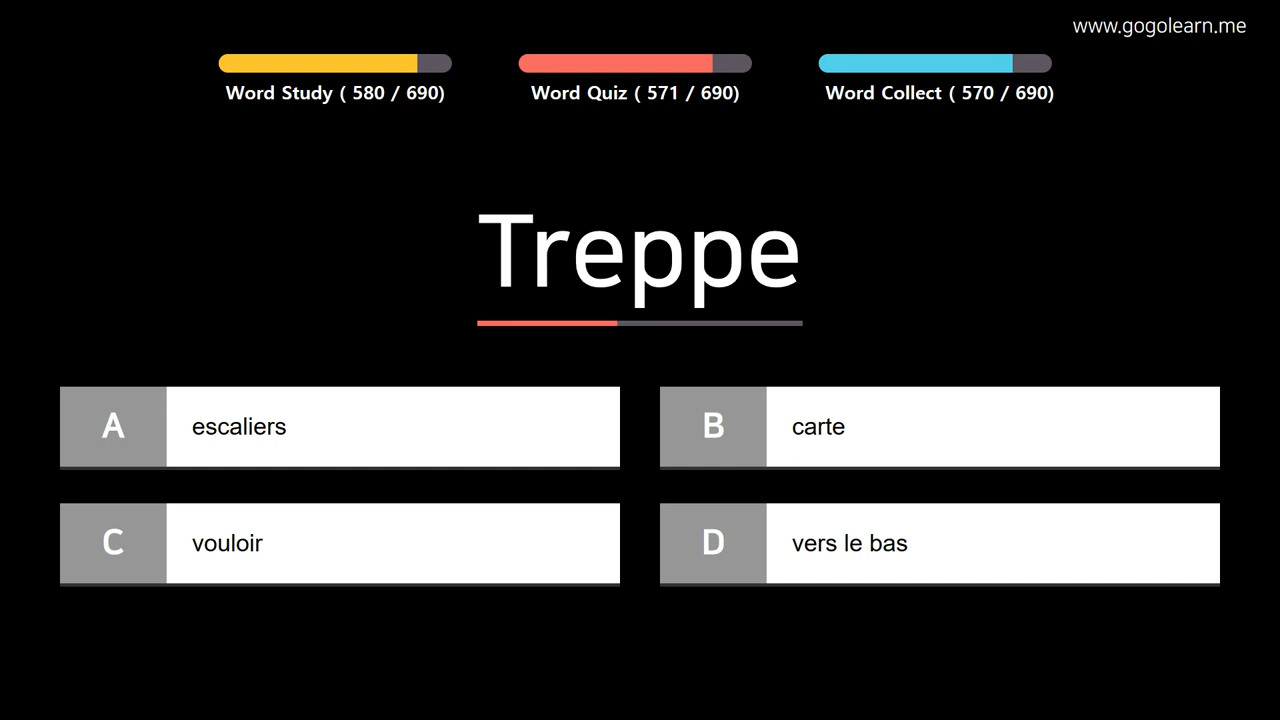 www.gogolearn.me
Word Study ( 580 / 690)
Word Quiz ( 571 / 690)
Word Collect ( 570 / 690)
Treppe
A escaliers
B carte
C vouloir
D vers le bas